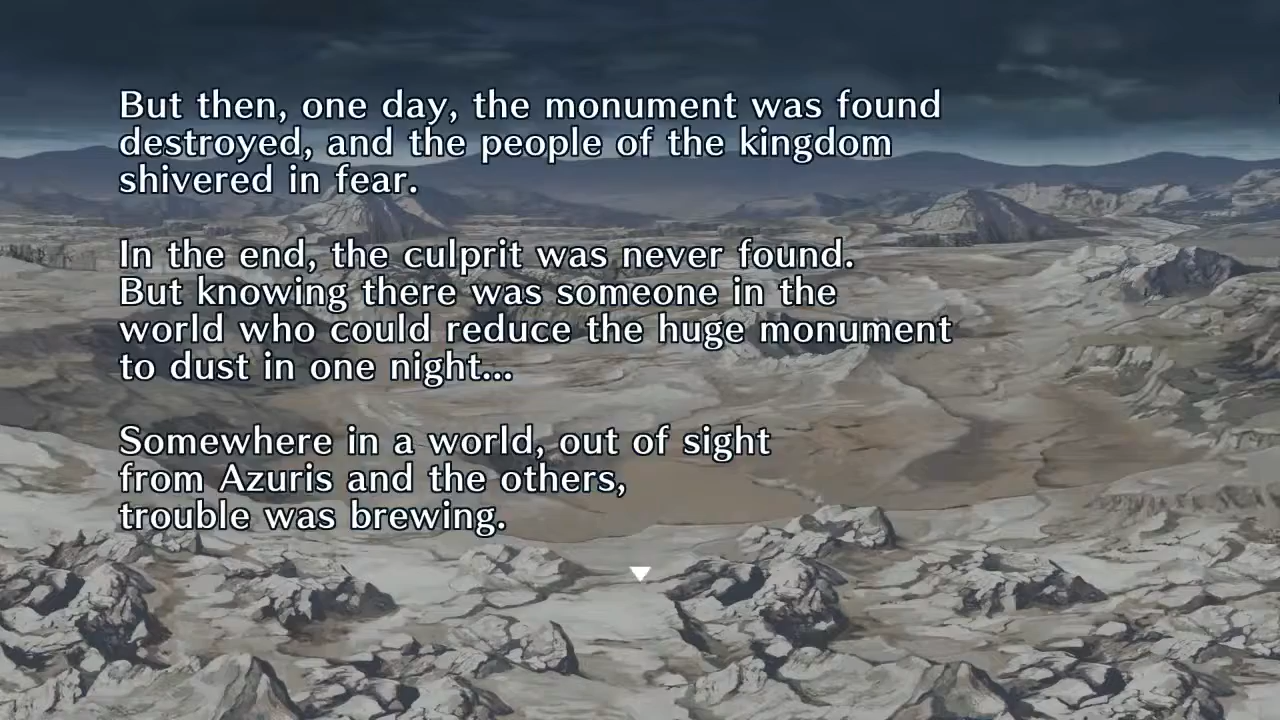 But then, one day, the monument was found
destroyed, and the people of the kingdom
shivered in fear.
In the end, the culprit was never found.
But knowing there was someone in the
world who could reduce the huge monument
to dust in one night...
Somewhere in a world, out of sight
from Azuris and the others,
trouble was brewing.